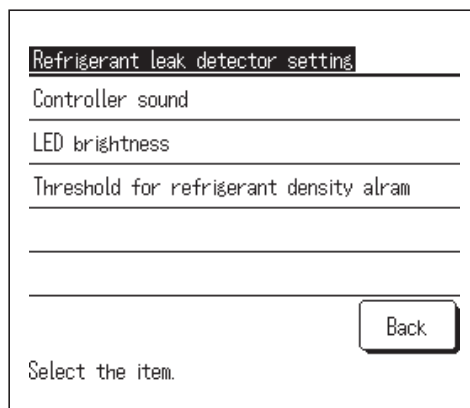 Refrigerant leak detector setting
Controller sound
LED brightness
Threshold for refrigerant density alram
Back
Select the item.